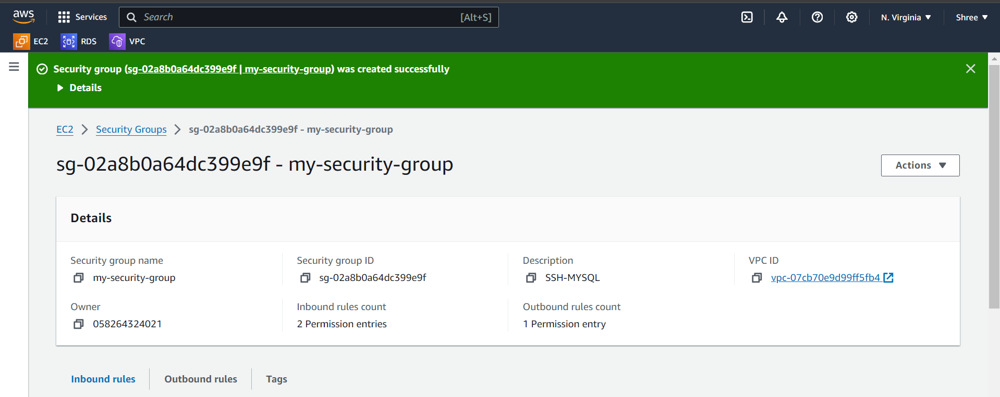 aws Services Search [Alt+S] N. Virginia Shree
EC2 RDS VPC
Security group (sg-02a8b0a64dc399e9f | my-security-group) was created successfully
Details
EC2 Security Groups sg-02a8b0a64dc399e9f - my-security-group
sg-02a8b0a64dc399e9f - my-security-group
Actions
Details
Security group name Security group ID Description VPC ID
my-security-group sg-02a8b0a64dc399e9f SSH-MYSQL vpc-07cb70e9d99ff5fb4
Owner Inbound rules count Outbound rules count
058264324021 2 Permission entries 1 Permission entry
Inbound rules Outbound rules Tags